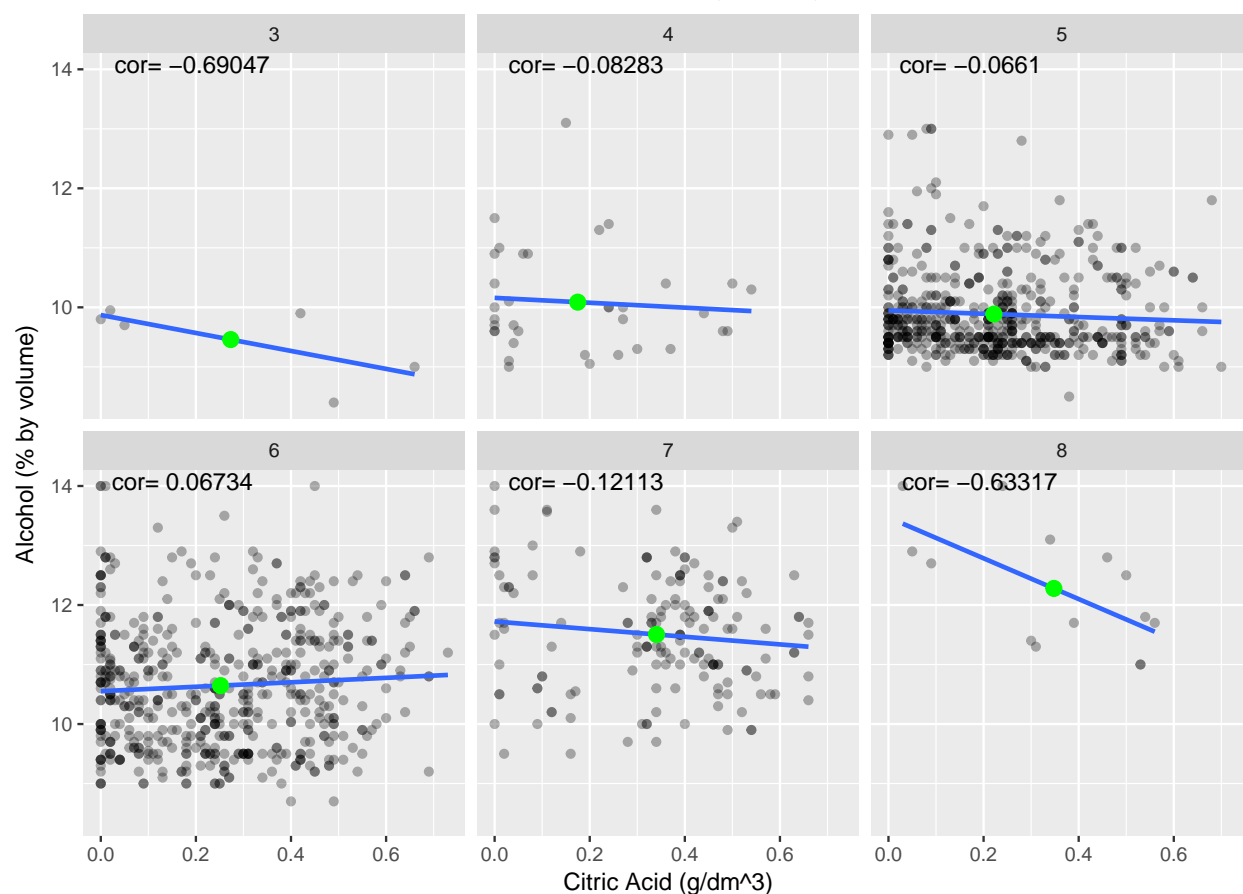 3
4
5
cor= −0.69047
cor= −0.08283
cor= −0.0661
14
12
10
Alcohol (% by volume)
6
7
8
cor= 0.06734
cor= −0.12113
cor= −0.63317
14
12
10
0.0 0.2 0.4 0.6
0.0 0.2 0.4 0.6
0.0 0.2 0.4 0.6
Citric Acid (g/dm^3)